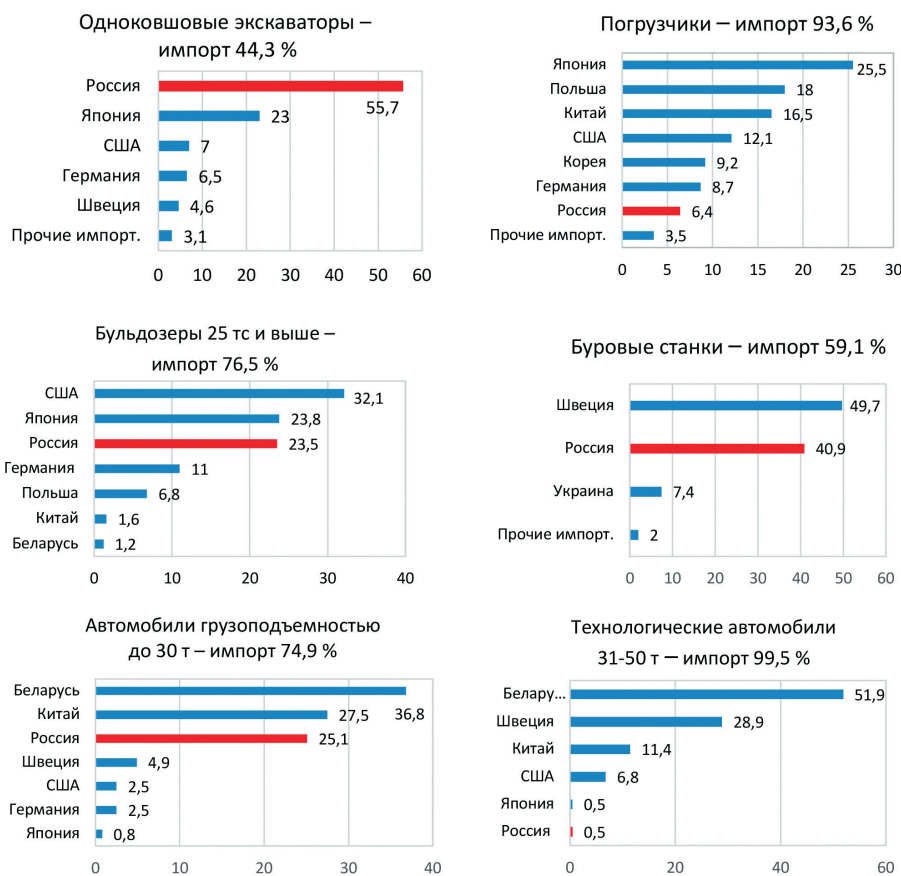 Одноковшовые экскаваторы –
импорт 44,3 %
Россия
55,7
Япония
23
США
7
Германия
6,5
Швеция
4,6
Прочие импорт.
3,1
0 10 20 30 40 50 60
Погрузчики – импорт 93,6 %
Япония
25,5
Польша
18
Китай
16,5
США
12,1
Корея
9,2
Германия
8,7
Россия
6,4
Прочие импорт.
3,5
0 5 10 15 20 25 30
Бульдозеры 25 тс и выше –
импорт 76,5 %
США
32,1
Япония
23,8
Россия
23,5
Германия
11
Польша
6,8
Китай
1,6
Беларусь
1,2
0 10 20 30 40
Буровые станки – импорт 59,1 %
Швеция
49,7
Россия
40,9
Украина
7,4
Прочие импорт.
2
0 10 20 30 40 50 60
Автомобили грузоподъемностью
до 30 т – импорт 74,9 %
Беларусь
36,8
Китай
27,5
Россия
25,1
Швеция
4,9
США
2,5
Германия
2,5
Япония
0,8
0 10 20 30 40
Технологические автомобили
31-50 т – импорт 99,5 %
Белару...
51,9
Швеция
28,9
Китай
11,4
США
6,8
Япония
0,5
Россия
0,5
0 20 40 60